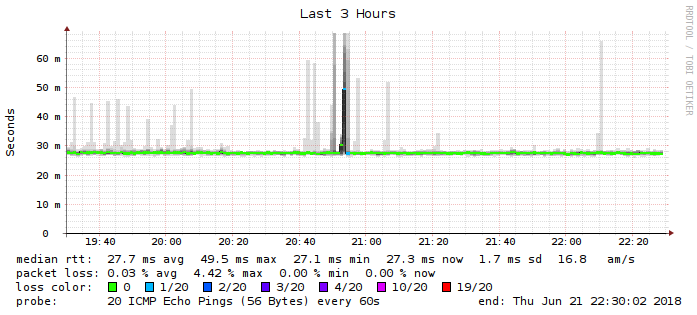 Last 3 Hours
RRDTOOL / TOBI OETIKER
Seconds
60 m
50 m
40 m
30 m
20 m
10 m
0
19:40 20:00 20:20 20:40 21:00 21:20 21:40 22:00 22:20
median rtt: 27.7 ms avg 49.5 ms max 27.1 ms min 27.3 ms now 1.7 ms sd 16.8 am/s
packet loss: 0.03 % avg 4.42 % max 0.00 % min 0.00 % now
loss color: 0 1/20 2/20 3/20 4/20 10/20 19/20
probe: 20 ICMP Echo Pings (56 Bytes) every 60s end: Thu Jun 21 22:30:02 2018